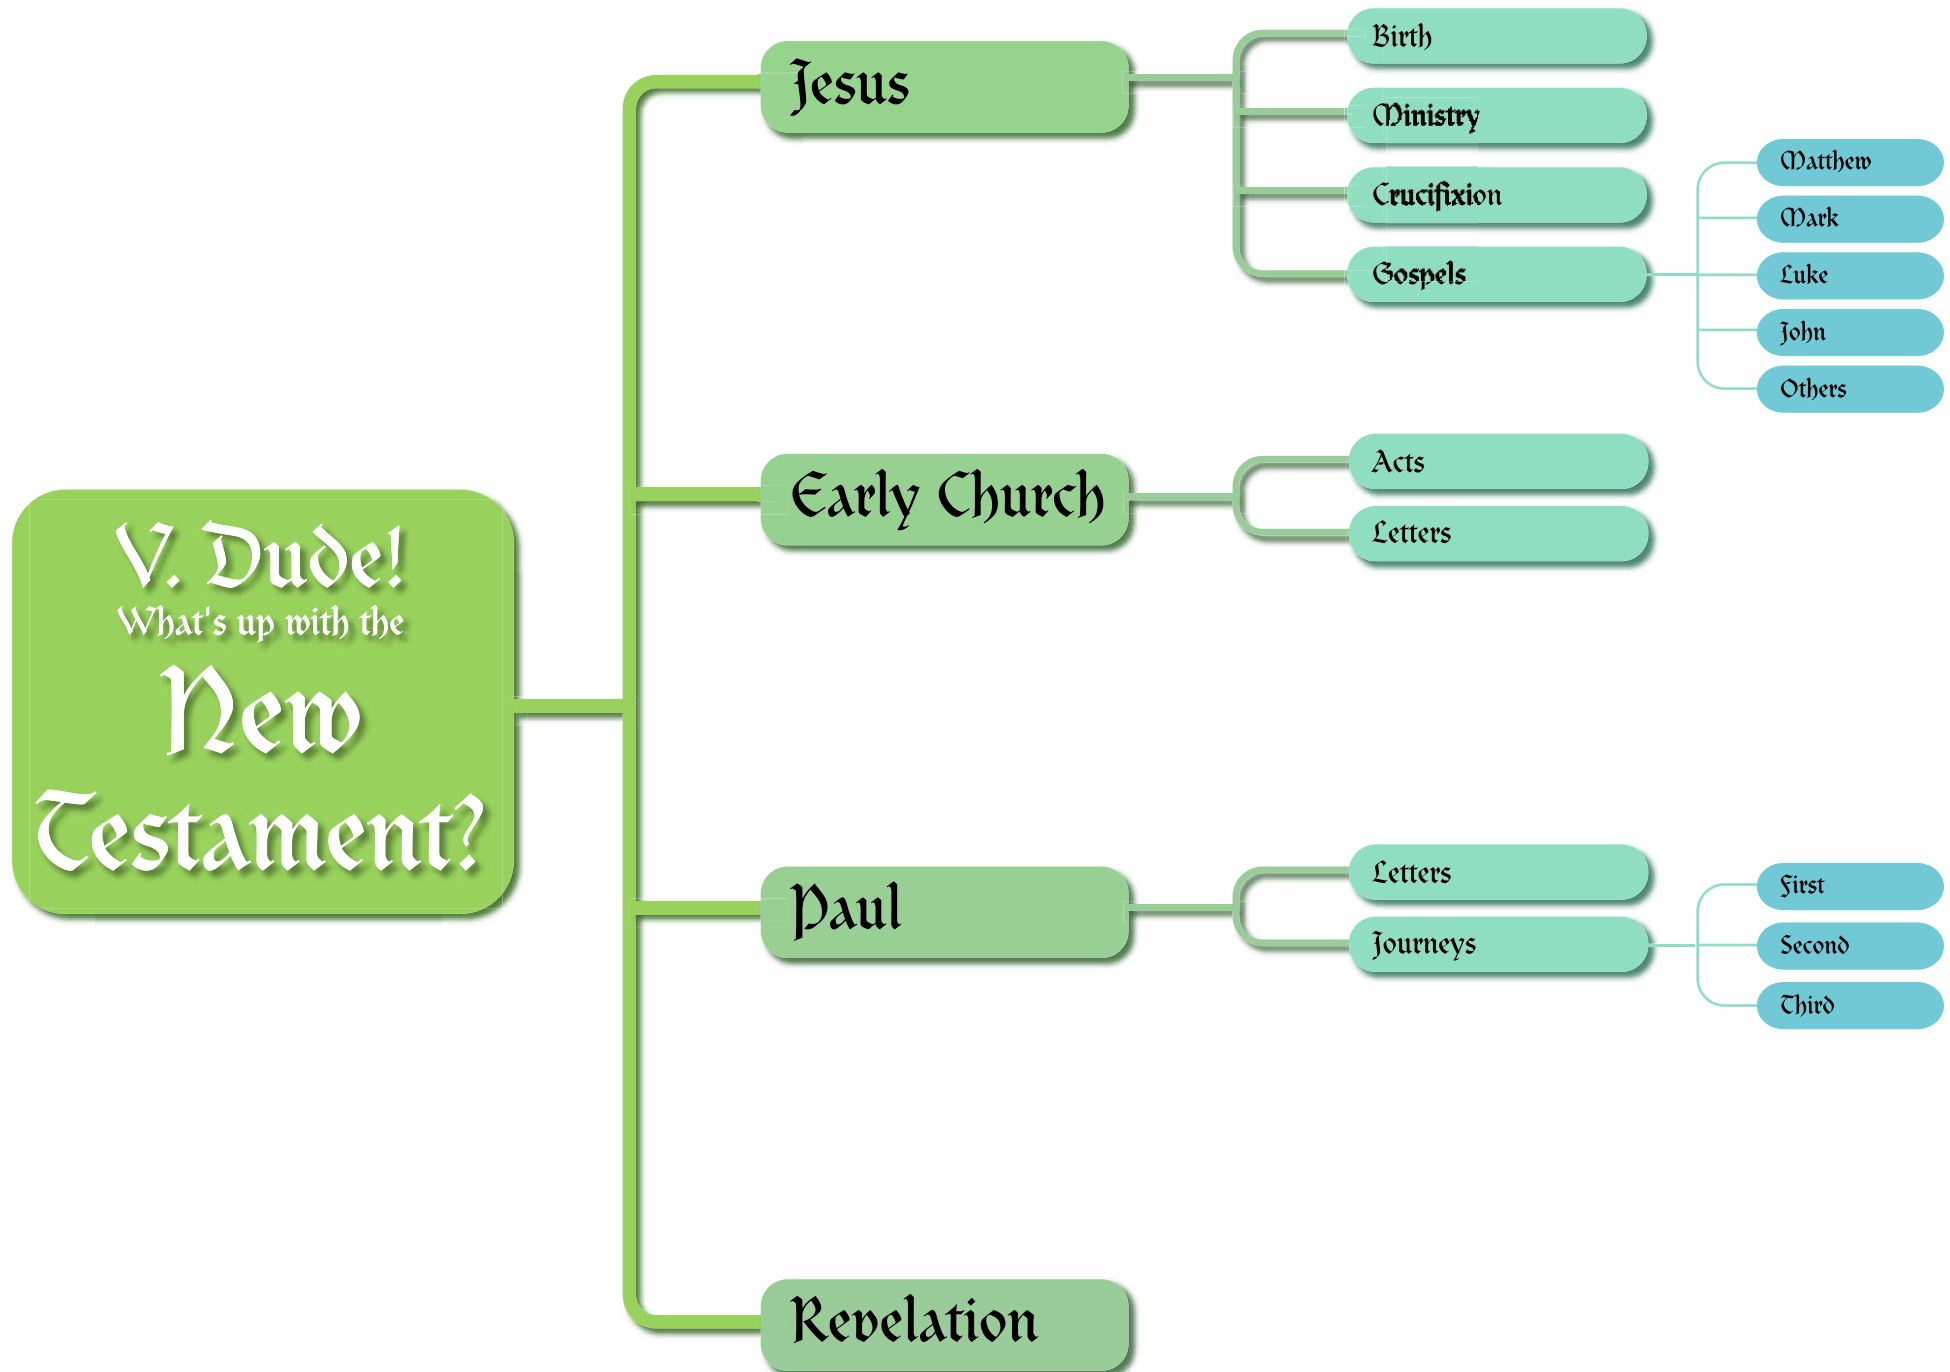 V. Dude!
What's up with the
New
Testament?
Jesus
Birth
Ministry
Crucifixion
Gospels
Matthew
Mark
Luke
John
Others
Early Church
Acts
Letters
Paul
Letters
Journeys
First
Second
Third
Revelation